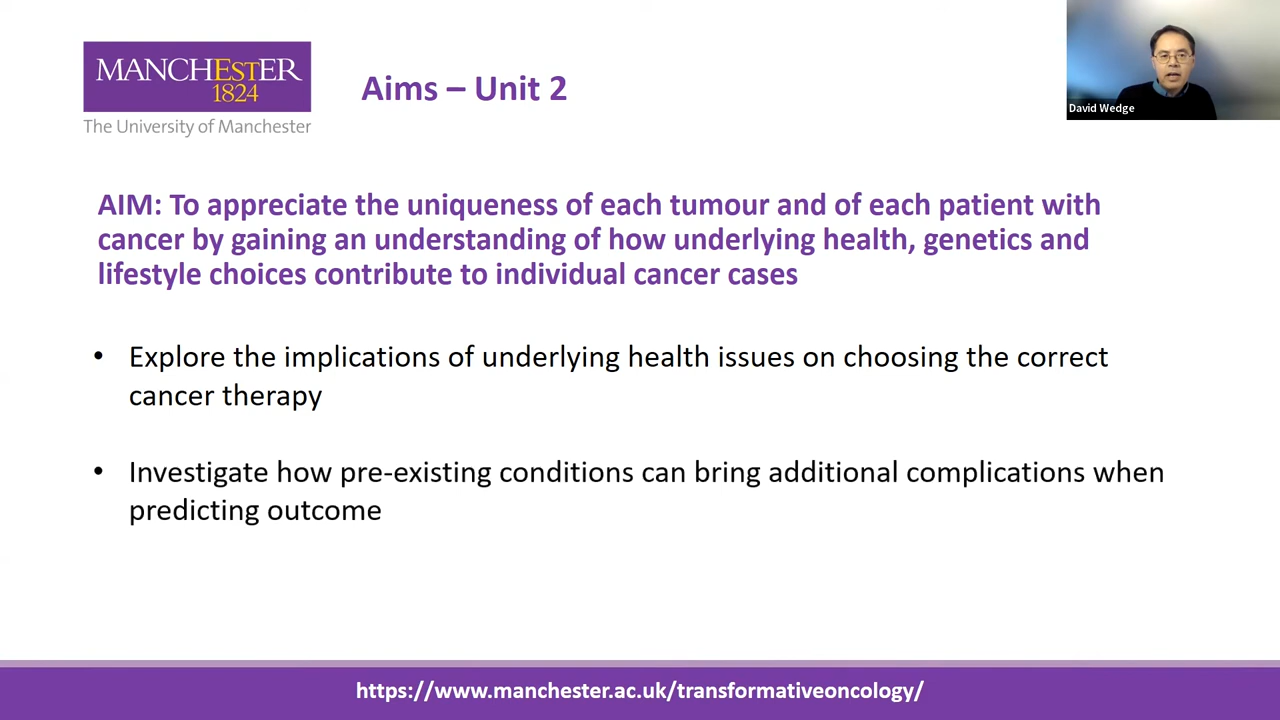 MANCHESTER
1824
The University of Manchester
Aims – Unit 2
David Wedge
AIM: To appreciate the uniqueness of each tumour and of each patient with
cancer by gaining an understanding of how underlying health, genetics and
lifestyle choices contribute to individual cancer cases
• Explore the implications of underlying health issues on choosing the correct
cancer therapy
• Investigate how pre-existing conditions can bring additional complications when
predicting outcome
https://www.manchester.ac.uk/transformativeoncology/